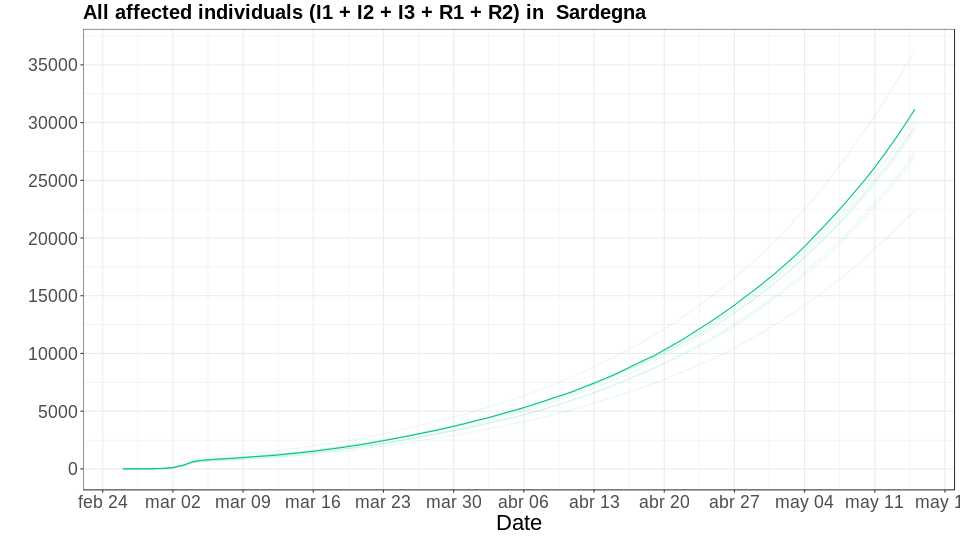 All affected individuals (I1 + I2 + I3 + R1 + R2) in  Sardegna
35000
30000
25000
20000
15000
10000
5000
0
feb 24 mar 02 mar 09 mar 16 mar 23 mar 30 abr 06 abr 13 abr 20 abr 27 may 04 may 11 may 1
Date